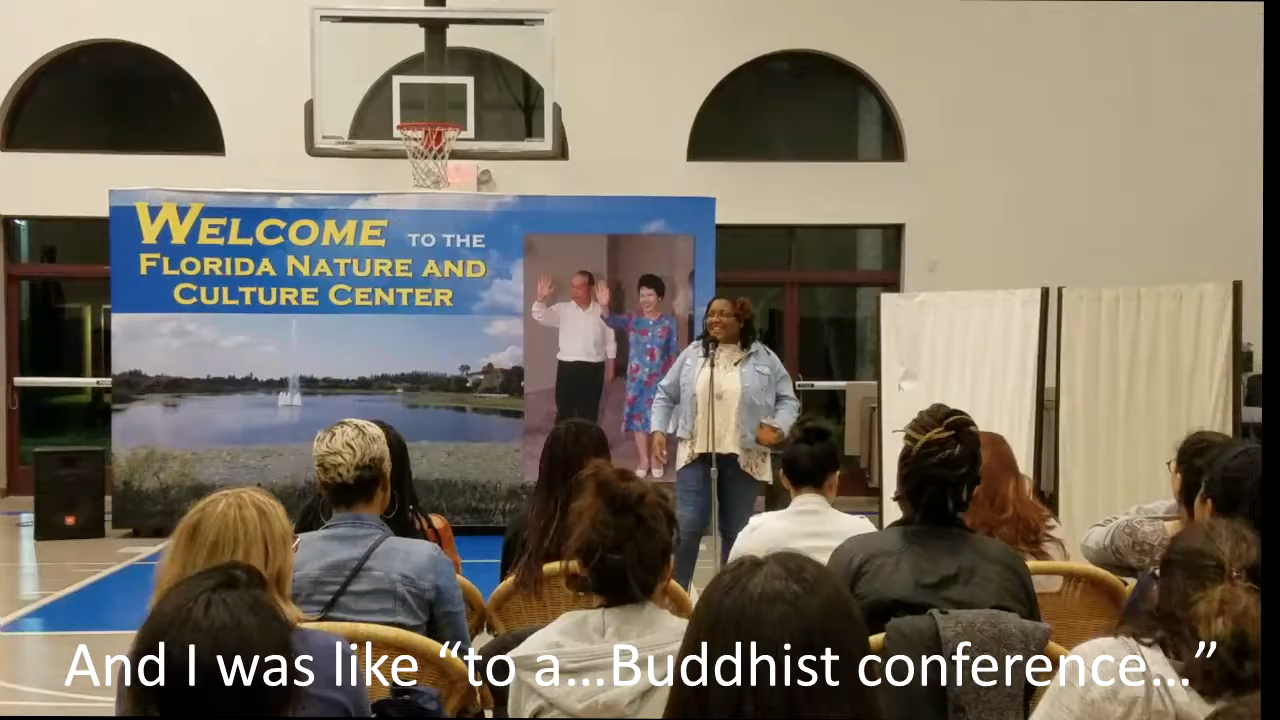 WELCOME TO THE
FLORIDA NATURE AND
CULTURE CENTER
And I was like “to a...Buddhist conference...”